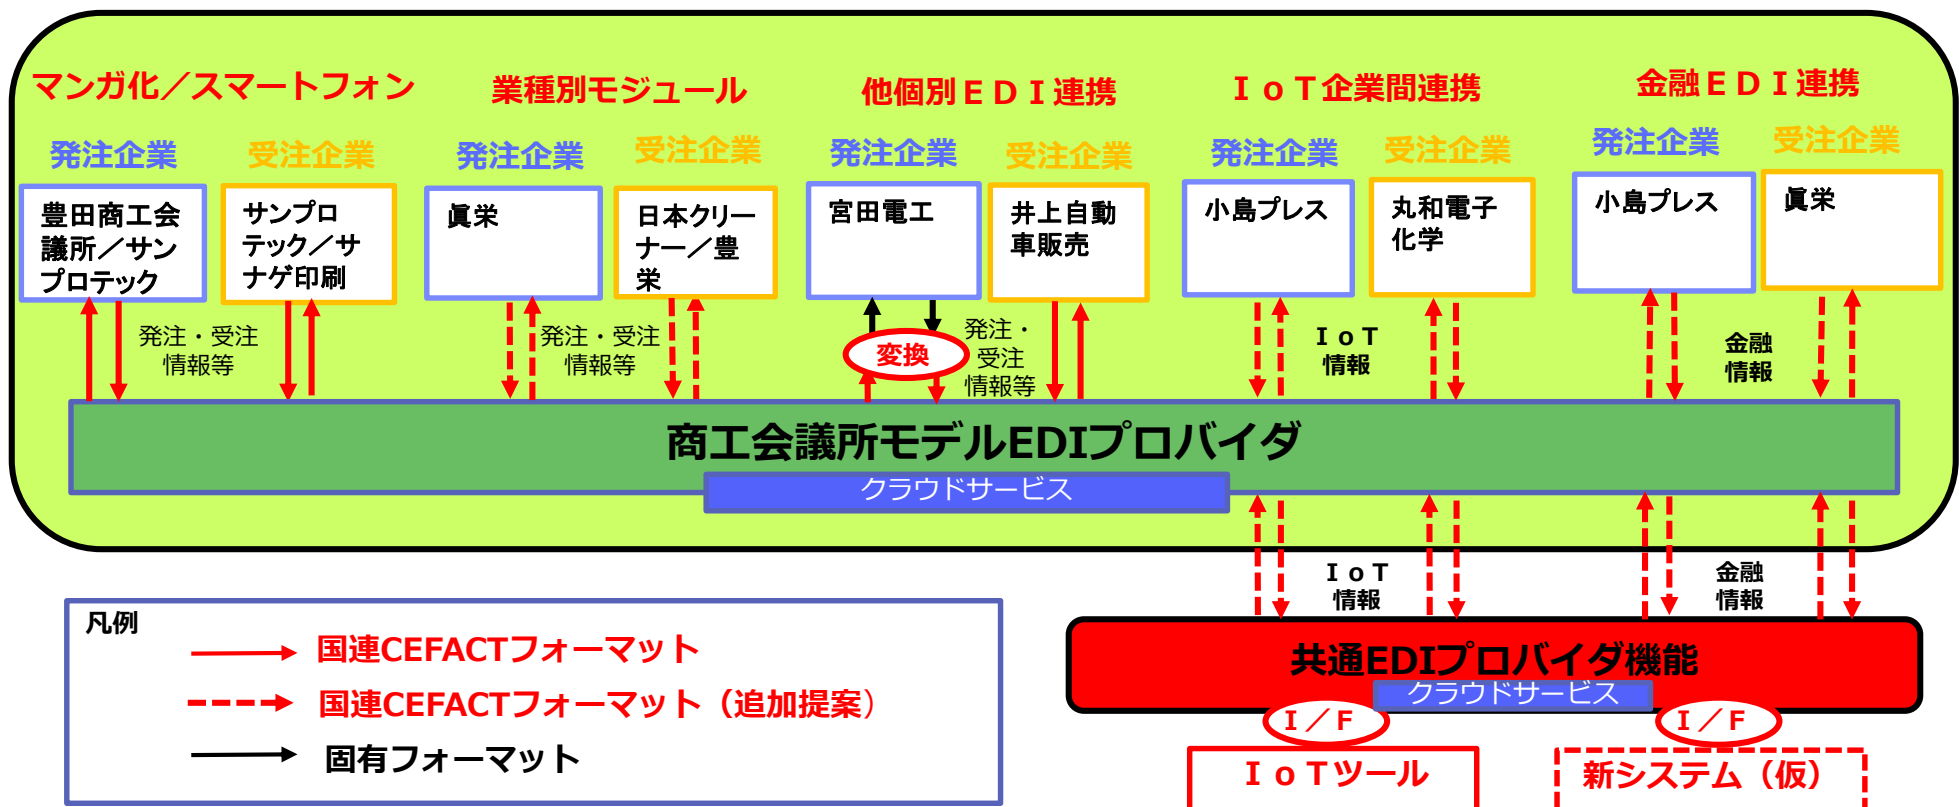 マンガ化／スマートフォン
業種別モジュール
他個別ＥＤＩ連携
ＩｏＴ企業間連携
金融ＥＤＩ連携
発注企業
受注企業
発注企業
受注企業
発注企業
受注企業
発注企業
受注企業
発注企業
受注企業
豊田商工会
議所／サン
プロテック
サンプロ
テック／サ
ナゲ印刷
眞栄
日本クリー
ナー／豊
栄
宮田電工
井上自動
車販売
小島プレス
丸和電子
化学
小島プレス
眞栄
発注・受注
情報等
発注・受注
情報等
変換
発注・
受注
情報等
ＩｏＴ
情報
金融
情報
商工会議所モデルEDIプロバイダ
クラウドサービス
ＩｏＴ
情報
金融
情報
共通EDIプロバイダ機能
クラウドサービス
Ｉ／Ｆ
Ｉ／Ｆ
ＩｏＴツール
新システム（仮）
凡例
国連CEFACTフォーマット
国連CEFACTフォーマット（追加提案）
固有フォーマット